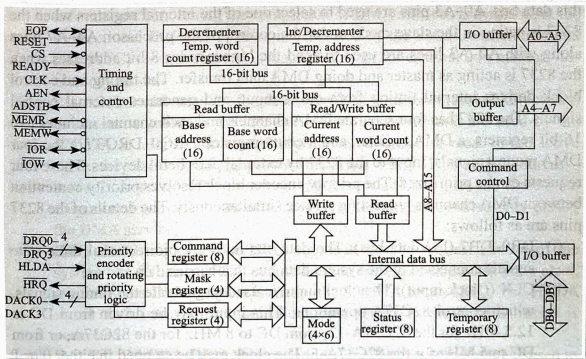 EOP
RESET
CS
READY
CLK
AEN
ADSTB
MEMR
MEMW
IOR
IOW
Timing
and
control
Decrementer
Temp. word
count register (16)
Inc/Decrementer
Temp. address
register (16)
16-bit bus
16-bit bus
Read buffer
Base
address
(16)
Base word
count (16)
Read/Write buffer
Current
address
(16)
Current
word count
(16)
A8–A15
I/O buffer
A0–A3
Output
buffer
A4–A7
Command
control
D0–D1
Write
buffer
Read
buffer
Internal data bus
I/O buffer
DB0–DB7
DRQ0
4
DRQ3
HLDA
HRQ
DACK0
4
DACK3
Priority
encoder
and rotating
priority
logic
Command
register (8)
Mask
register (4)
Request
register (4)
Mode
(4×6)
Status
register (8)
Temporary
register (8)